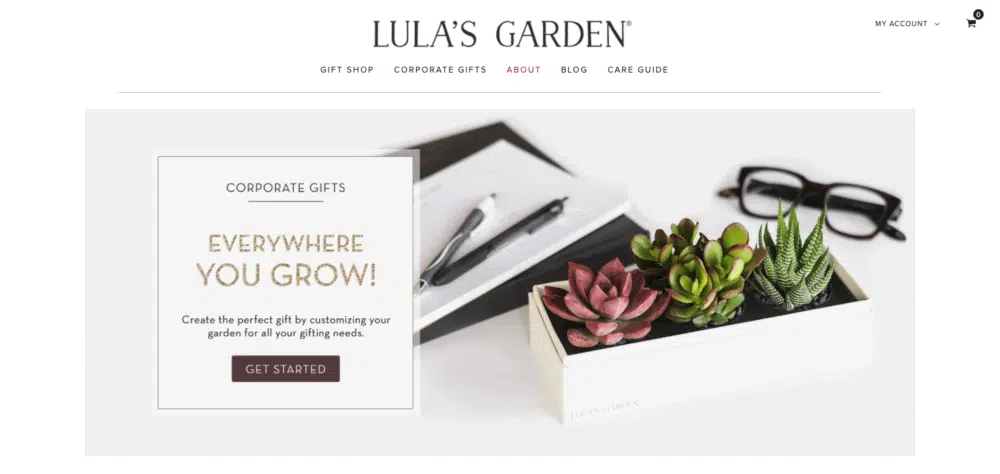 LULA'S GARDEN®
MY ACCOUNT
0
GIFT SHOP CORPORATE GIFTS ABOUT BLOG CARE GUIDE
CORPORATE GIFTS
EVERYWHERE
YOU GROW!
Create the perfect gift by customizing your
garden for all your gifting needs.
GET STARTED
LULA'S GARDEN